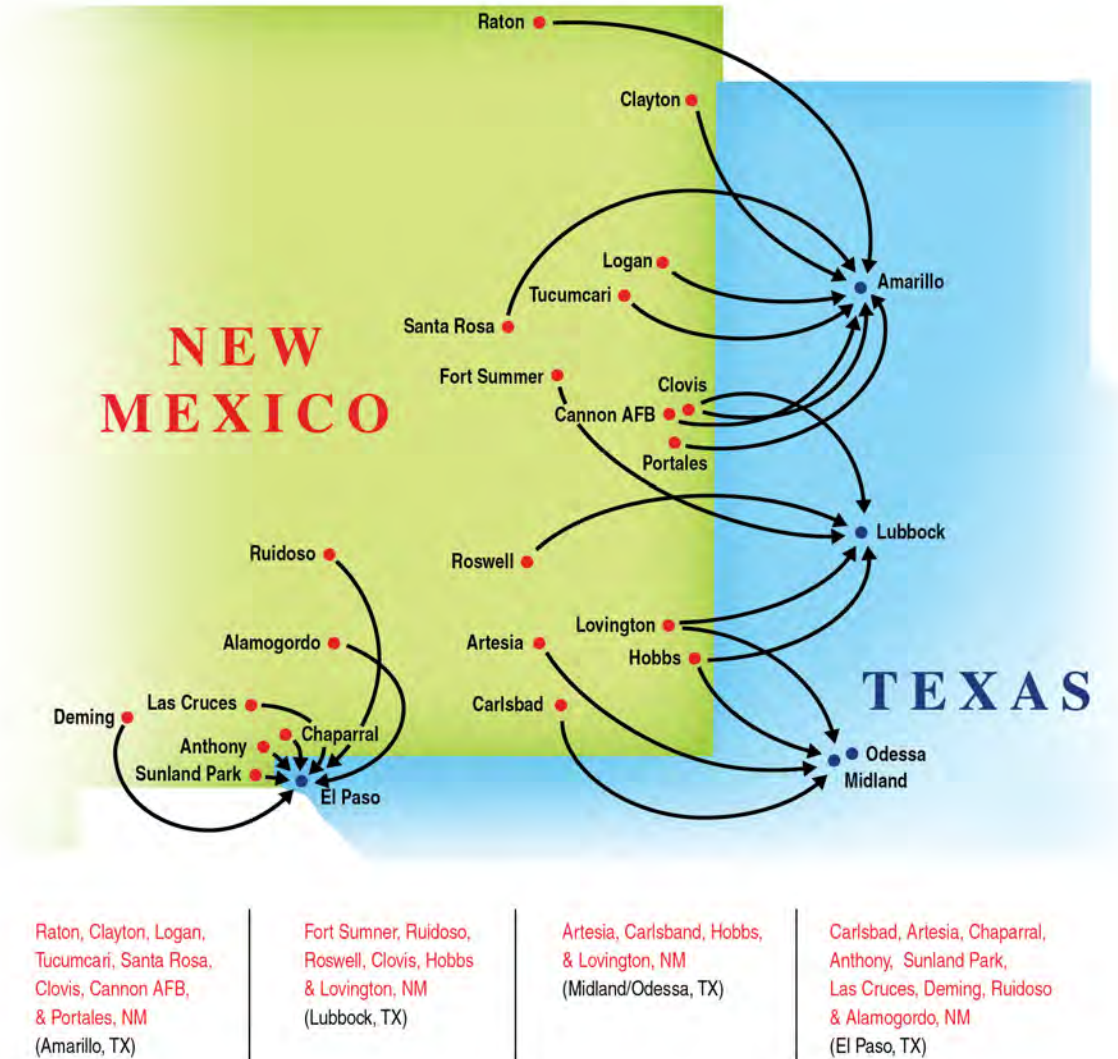 Raton
Clayton
Logan
Amarillo
Tucumcari
Santa Rosa
NEW
MEXICO
Fort Summer
Clovis
Cannon AFB
Portales
Lubbock
Ruidoso
Roswell
Lovington
Alamogordo
Artesia
Hobbs
TEXAS
Las Cruces
Carlsbad
Deming
Chaparral
Anthony
Odessa
Sunland Park
Midland
El Paso
Raton, Clayton, Logan,
Tucumcari, Santa Rosa,
Clovis, Cannon AFB,
& Portales, NM
(Amarillo, TX)
Fort Sumner, Ruidoso,
Roswell, Clovis, Hobbs
& Lovington, NM
(Lubbock, TX)
Artesia, Carlsband, Hobbs,
& Lovington, NM
(Midland/Odessa, TX)
Carlsbad, Artesia, Chaparral,
Anthony, Sunland Park,
Las Cruces, Deming, Ruidoso
& Alamogordo, NM
(El Paso, TX)